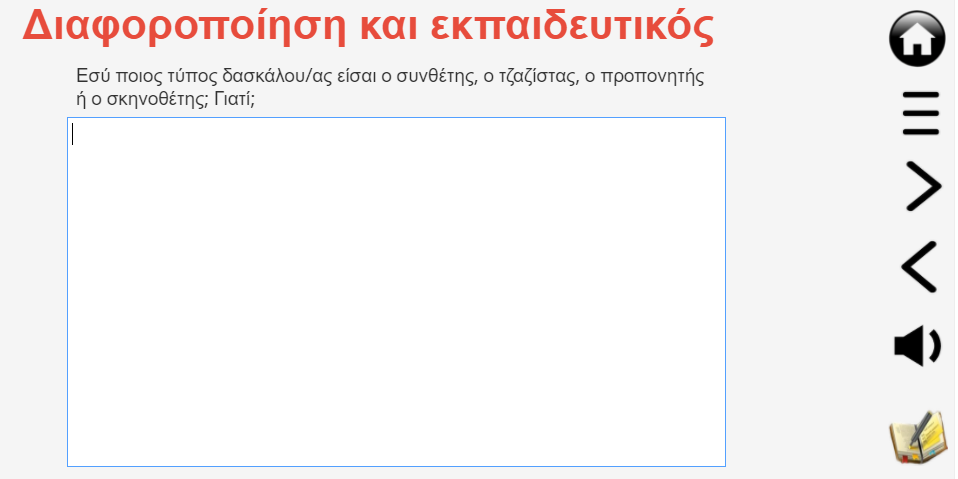 Διαφοροποίηση και εκπαιδευτικός
Εσύ ποιος τύπος δασκάλου/ας είσαι ο συνθέτης, ο τζαζίστας, ο προπονητής
ή ο σκηνοθέτης; Γιατί;